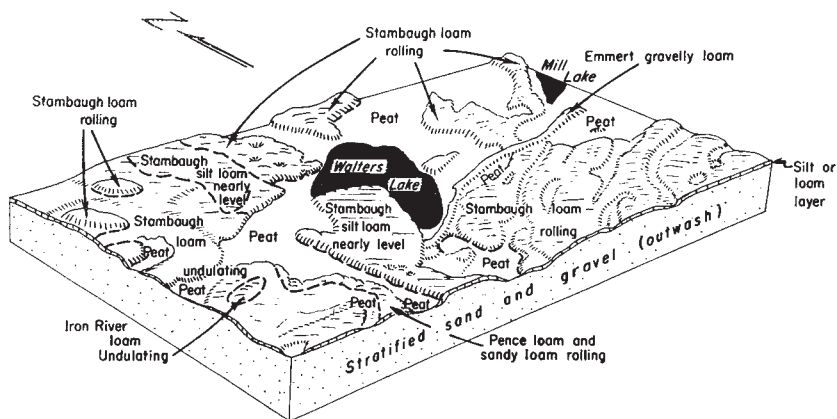 N
Stambaugh loam
rolling
Mill
Lake
Emmert gravelly loam
Stambaugh loam
rolling
Peat
Peat
Stambaugh
silt loam
nearly
level
Walters
Lake
Peat
Silt or
loam
layer
Stambaugh
silt loam
nearly level
Stambaugh
loam
rolling
Stambaugh
loam
undulating
Peat
Peat
Peat
Peat
Peat
Peat
Iron River
loam
Undulating
Pence loam and
sandy loam rolling
Stratified sand and gravel (outwash)